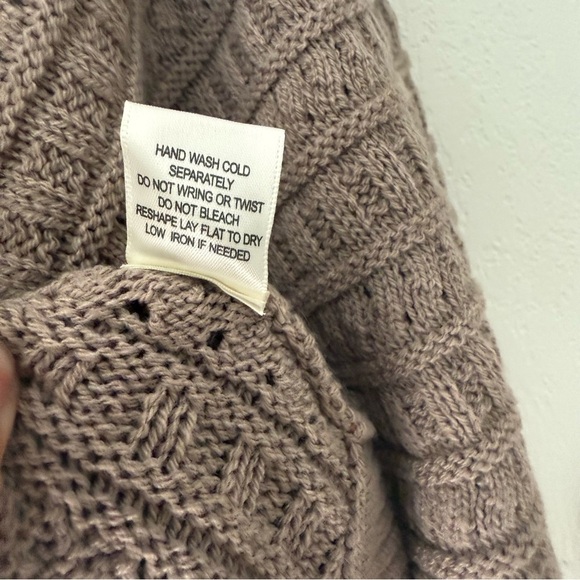 HAND WASH COLD
SEPARATELY
DO NOT WRING OR TWIST
DO NOT BLEACH
RESHAPE LAY FLAT TO DRY
LOW IRON IF NEEDED